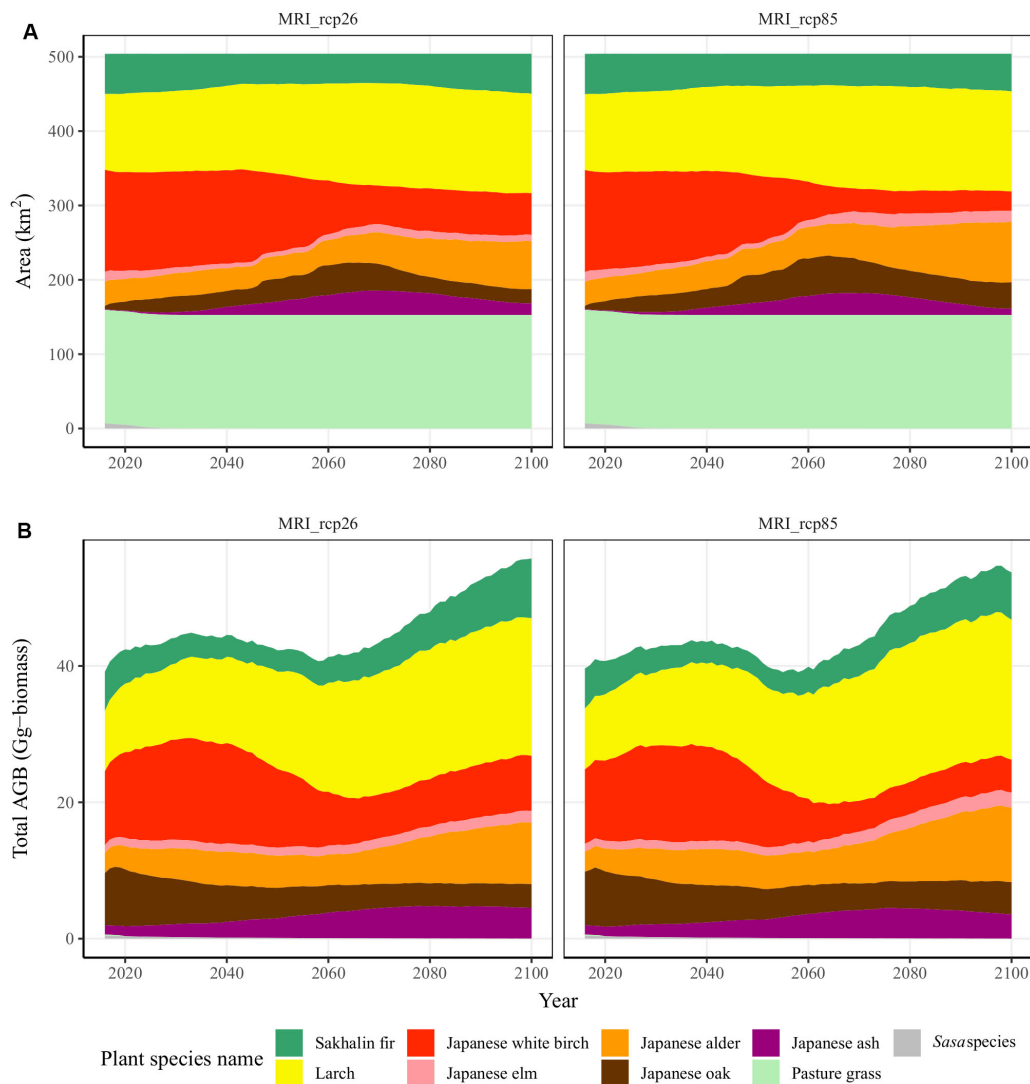 A
MRI_rcp26
MRI_rcp85
Area (km²)
500
400
300
200
100
0
2020 2040 2060 2080 2100
2020 2040 2060 2080 2100
B
MRI_rcp26
MRI_rcp85
Total AGB (Gg−biomass)
40
20
0
2020 2040 2060 2080 2100
2020 2040 2060 2080 2100
Year
Plant species name
Sakhalin fir
Japanese white birch
Japanese alder
Japanese ash
Sasa species
Larch
Japanese elm
Japanese oak
Pasture grass